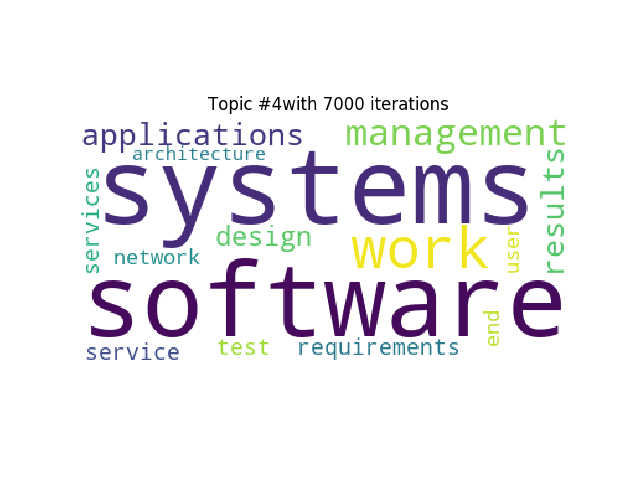 Topic #4with 7000 iterations
applications
management
architecture
systems
services
results
design
work
user
network
software
end
service
test
requirements